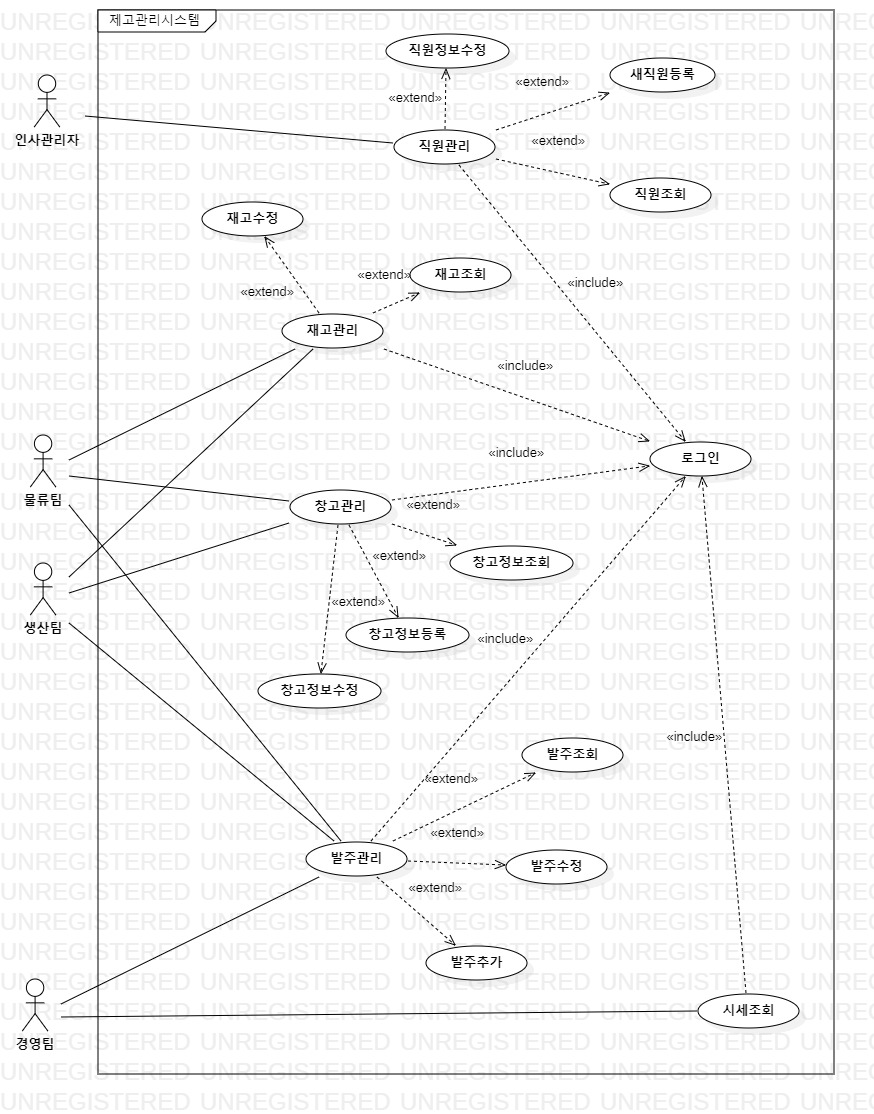 제고관리시스템
직원정보수정
«extend»
새직원등록
«extend»
인사관리자
«extend»
직원관리
직원조회
재고수정
«extend»
재고조회
«include»
«extend»
재고관리
«include»
로그인
«include»
물류팀
창고관리
«extend»
«extend»
창고정보조회
«extend»
생산팀
창고정보등록
«include»
창고정보수정
«include»
발주조회
«extend»
«extend»
발주관리
발주수정
«extend»
발주추가
시세조회
경영팀
UNREGISTERED